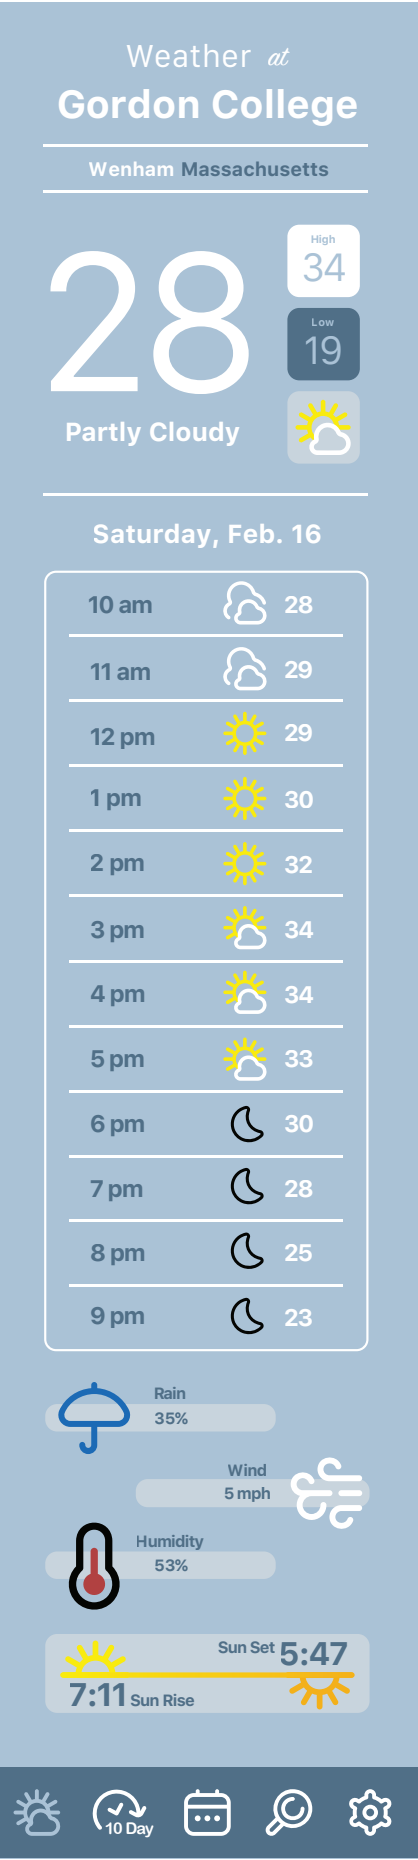 Weather at
Gordon College
Wenham Massachusetts
28
High
34
Low
19
Partly Cloudy
Saturday, Feb. 16
10 am 28
11 am 29
12 pm 29
1 pm 30
2 pm 32
3 pm 34
4 pm 34
5 pm 33
6 pm 30
7 pm 28
8 pm 25
9 pm 23
Rain
35%
Wind
5 mph
Humidity
53%
Sun Set 5:47
7:11 Sun Rise
10 Day